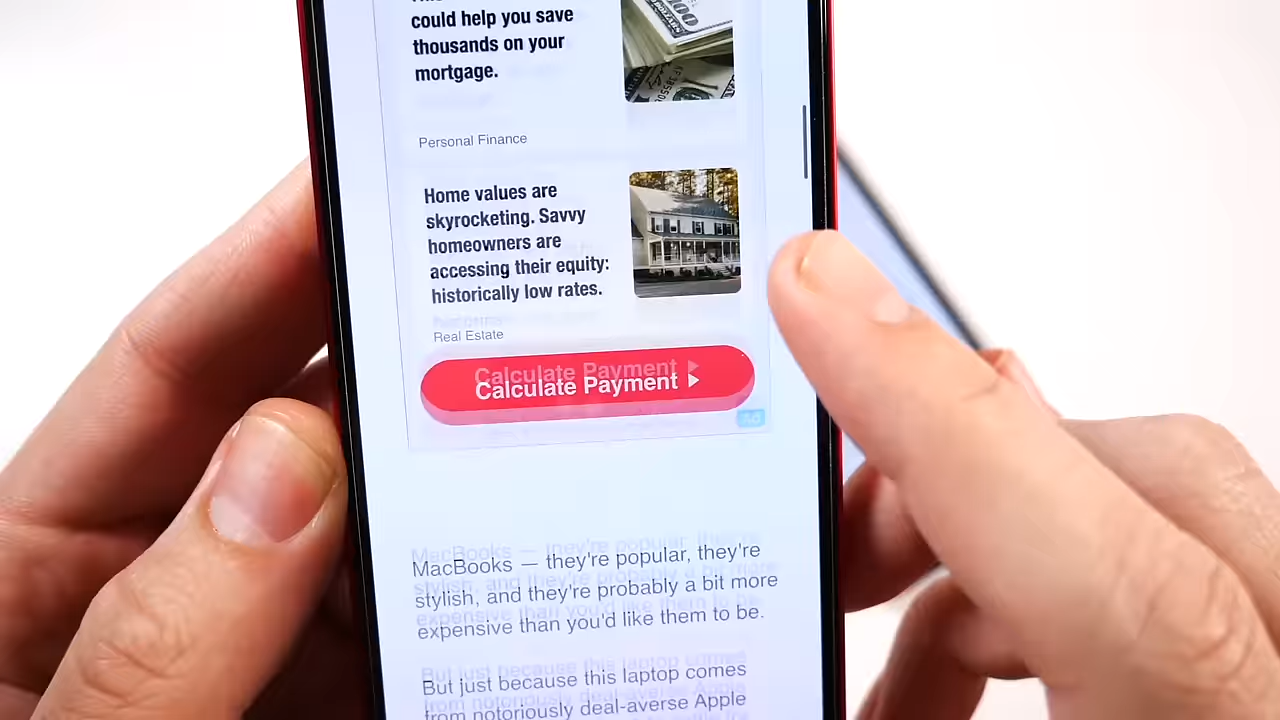 could help you save
thousands on your
mortgage.
Personal Finance
Home values are
skyrocketing. Savvy
homeowners are
accessing their equity:
historically low rates.
Real Estate
Calculate Payment
Ad
MacBooks — they're popular, they're
stylish, and they're probably a bit more
expensive than you'd like them to be.
But just because this laptop comes
from notoriously deal-averse Apple